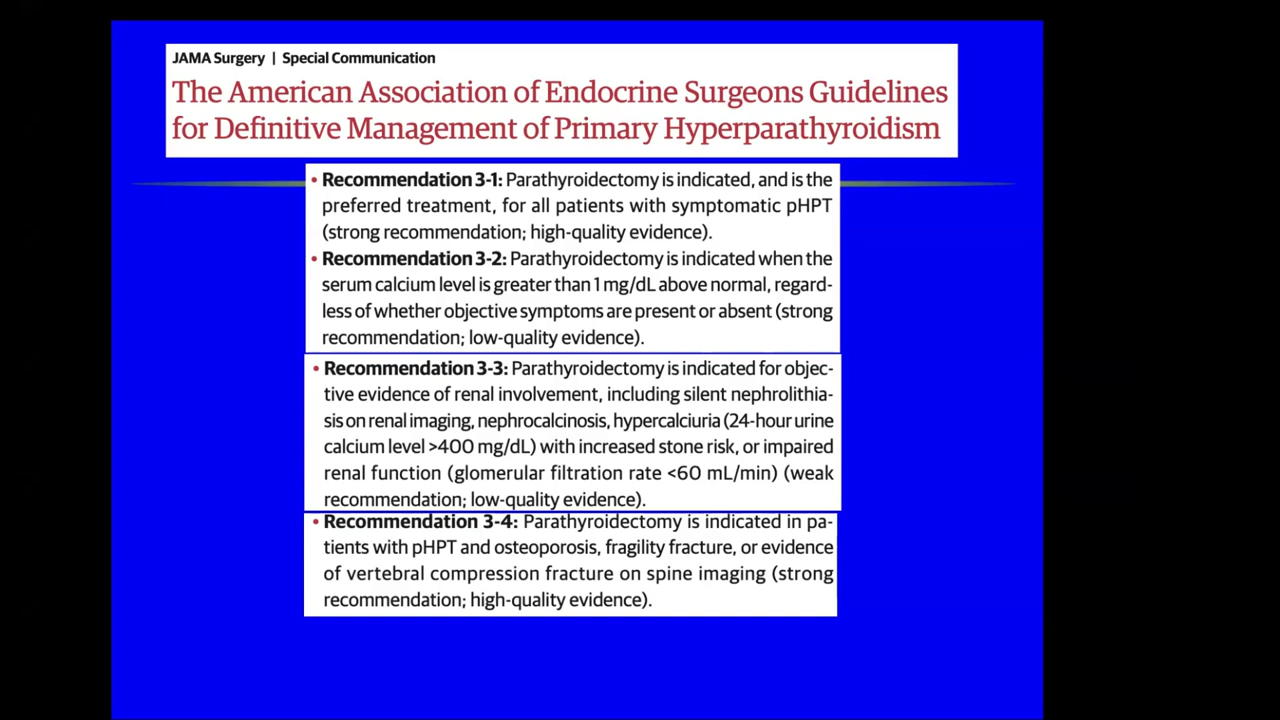 JAMA Surgery | Special Communication
The American Association of Endocrine Surgeons Guidelines
for Definitive Management of Primary Hyperparathyroidism
• Recommendation 3-1: Parathyroidectomy is indicated, and is the
preferred treatment, for all patients with symptomatic pHPT
(strong recommendation; high-quality evidence).
• Recommendation 3-2: Parathyroidectomy is indicated when the
serum calcium level is greater than 1 mg/dL above normal, regard-
less of whether objective symptoms are present or absent (strong
recommendation; low-quality evidence).
• Recommendation 3-3: Parathyroidectomy is indicated for objec-
tive evidence of renal involvement, including silent nephrolithia-
sis on renal imaging, nephrocalcinosis, hypercalciuria (24-hour urine
calcium level >400 mg/dL) with increased stone risk, or impaired
renal function (glomerular filtration rate <60 mL/min) (weak
recommendation; low-quality evidence).
• Recommendation 3-4: Parathyroidectomy is indicated in pa-
tients with pHPT and osteoporosis, fragility fracture, or evidence
of vertebral compression fracture on spine imaging (strong
recommendation; high-quality evidence).